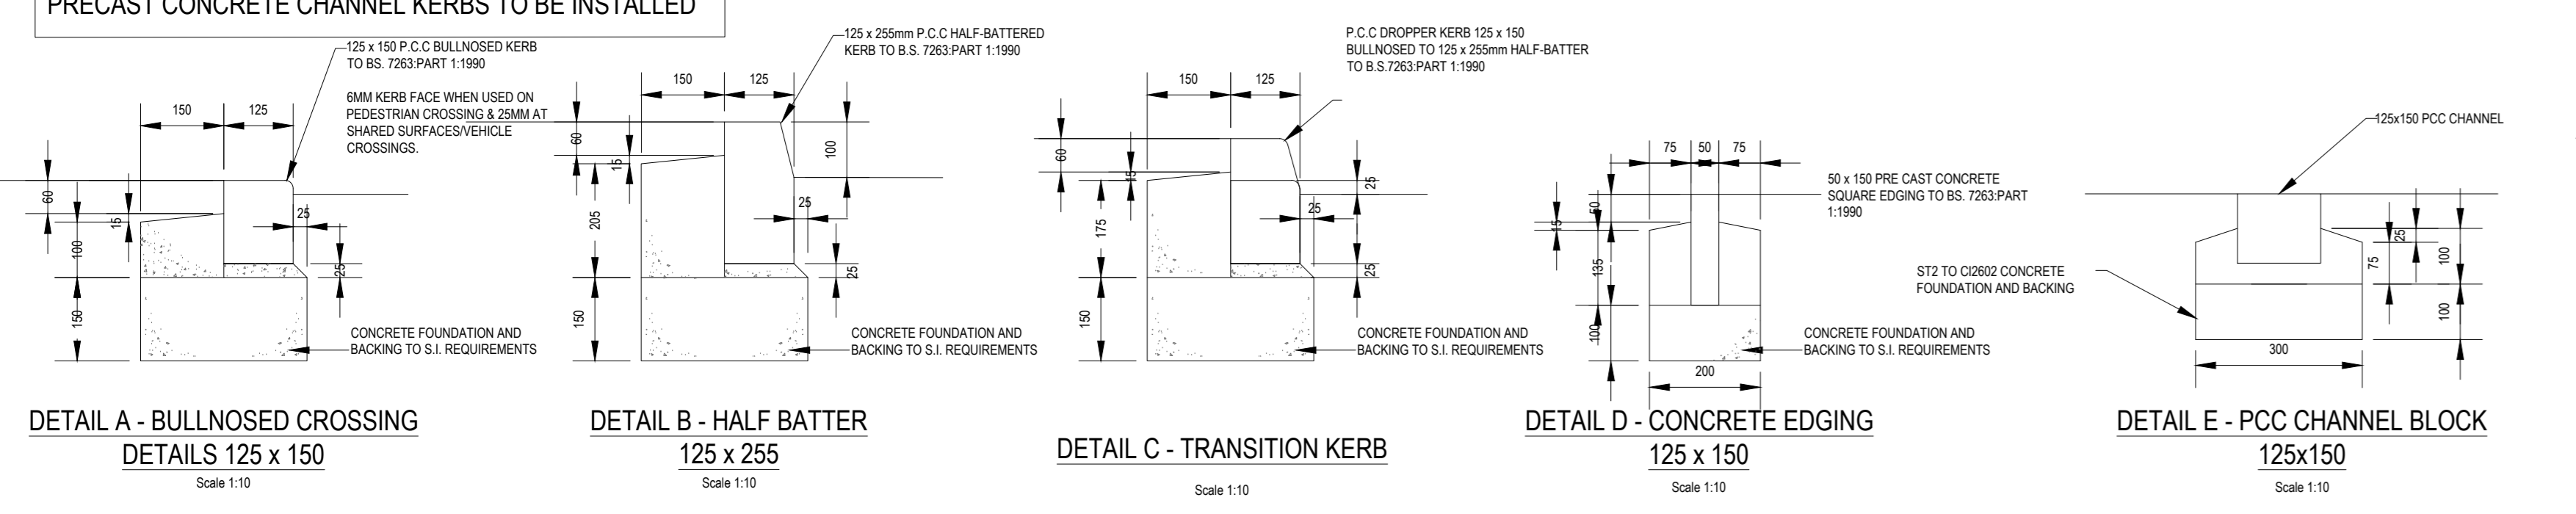 PRECAST CONCRETE CHANNEL KERBS TO BE INSTALLED
125 x 150 P.C.C BULLNOSED KERB
TO BS. 7263:PART 1:1990
6MM KERB FACE WHEN USED ON
PEDESTRIAN CROSSING & 25MM AT
SHARED SURFACES/VEHICLE
CROSSINGS.
150
125
60
15
100
150
25
25
CONCRETE FOUNDATION AND
BACKING TO S.I. REQUIREMENTS
DETAIL A - BULLNOSED CROSSING
DETAILS 125 x 150
Scale 1:10
125 x 255mm P.C.C HALF-BATTERED
KERB TO B.S. 7263:PART 1:1990
150
125
60
15
205
150
100
25
25
CONCRETE FOUNDATION AND
BACKING TO S.I. REQUIREMENTS
DETAIL B - HALF BATTER
125 x 255
Scale 1:10
P.C.C DROPPER KERB 125 x 150
BULLNOSED TO 125 x 255mm HALF-BATTER
TO B.S.7263:PART 1:1990
150
125
60
15
175
150
25
25
25
CONCRETE FOUNDATION AND
BACKING TO S.I. REQUIREMENTS
DETAIL C - TRANSITION KERB
Scale 1:10
75
50
75
50 x 150 PRE CAST CONCRETE
SQUARE EDGING TO BS. 7263:PART
1:1990
50
15
135
100
CONCRETE FOUNDATION AND
BACKING TO S.I. REQUIREMENTS
200
DETAIL D - CONCRETE EDGING
125 x 150
Scale 1:10
125x150 PCC CHANNEL
ST2 TO Cl2602 CONCRETE
FOUNDATION AND BACKING
25
75
100
100
300
DETAIL E - PCC CHANNEL BLOCK
125x150
Scale 1:10